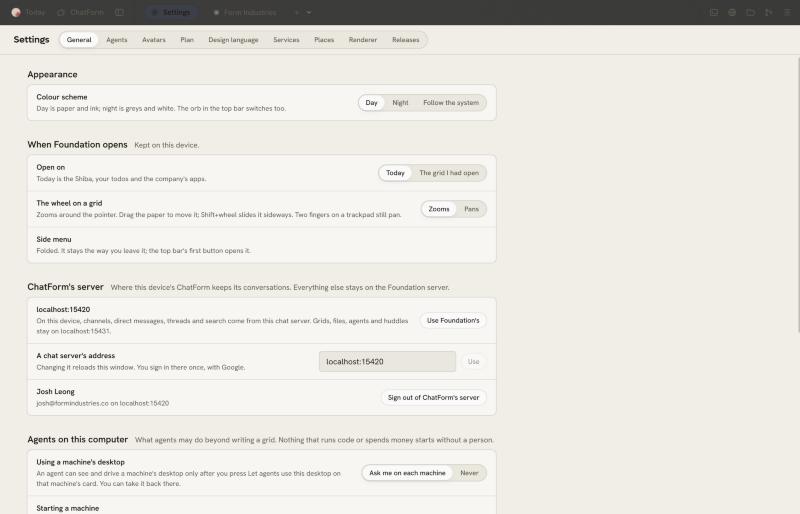 Today
ChatForm
Settings
Form Industries
Settings
General
Agents
Avatars
Plan
Design language
Services
Places
Renderer
Releases
Appearance
Colour scheme
Day is paper and ink; night is greys and white. The orb in the top bar switches too.
Day
Night
Follow the system
When Foundation opens
Kept on this device.
Open on
Today is the Shiba, your todos and the company's apps.
Today
The grid I had open
The wheel on a grid
Zooms around the pointer. Drag the paper to move it; Shift+wheel slides it sideways. Two fingers on a trackpad still pan.
Zooms
Pans
Side menu
Folded. It stays the way you leave it; the top bar's first button opens it.
ChatForm's server
Where this device's ChatForm keeps its conversations. Everything else stays on the Foundation server.
localhost:15420
On this device, channels, direct messages, threads and search come from this chat server. Grids, files, agents and huddles
stay on localhost:15431.
Use Foundation's
A chat server's address
Changing it reloads this window. You sign in there once, with Google.
localhost:15420
Use
Josh Leong
josh@formindustries.co on localhost:15420
Sign out of ChatForm's server
Agents on this computer
What agents may do beyond writing a grid. Nothing that runs code or spends money starts without a person.
Using a machine's desktop
An agent can see and drive a machine's desktop only after you press Let agents use this desktop on
that machine's card. You can take it back there.
Ask me on each machine
Never
Starting a machine